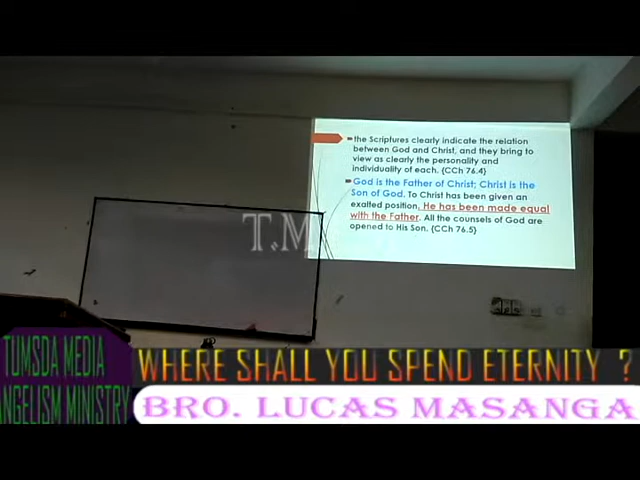 the Scriptures clearly indicate the relation
between God and Christ, and they bring to
view as clearly the personality and
individuality of each. {CCh 76.4}
God is the Father of Christ; Christ is the
Son of God. To Christ has been given an
exalted position. He has been made equal
with the Father. All the counsels of God are
opened to His Son. {CCh 76.5}
T.M
TUMSDA MEDIA
ANGELISM MINISTRY
WHERE SHALL YOU SPEND ETERNITY ?
BRO. LUCAS MASANGA